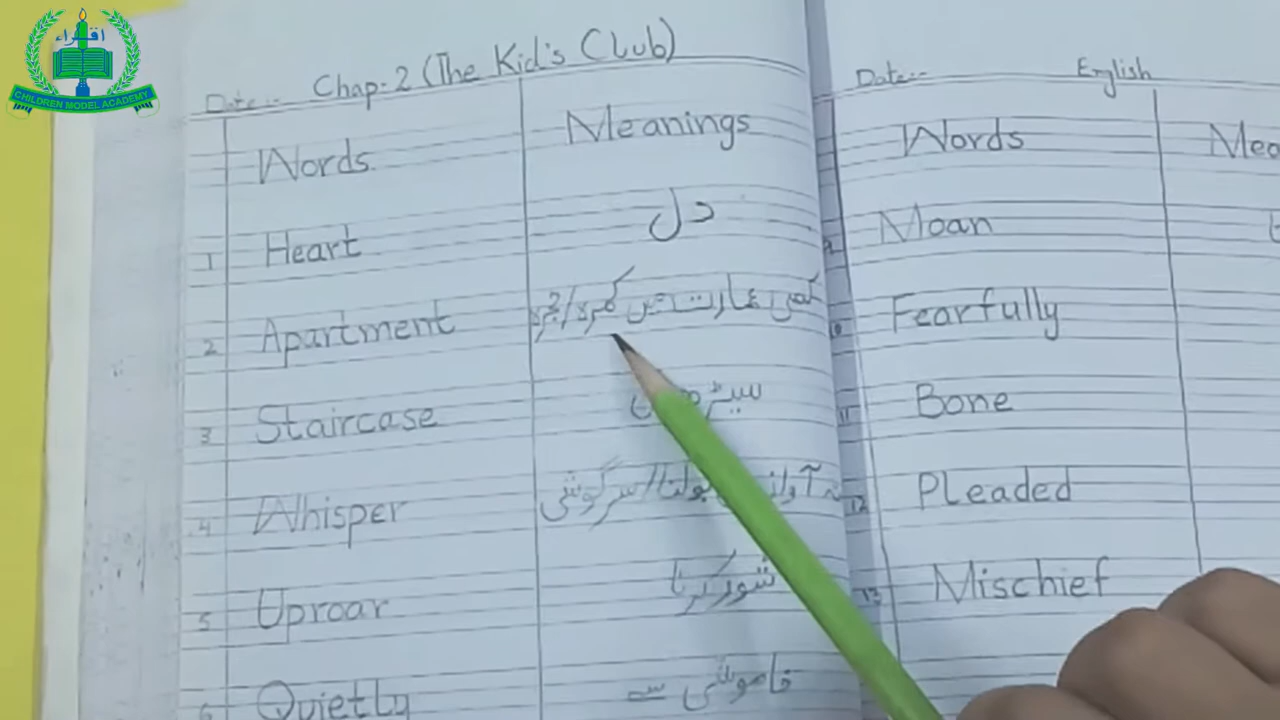 اقراء
CHILDREN MODEL ACADEMY
Date:-
Chap-2 (The Kid's Club)
Words
Meanings
1
Heart
دل
2
Apartment
کسی عمارت میں کمرہ/حجرہ
3
Staircase
4
Whisper
سرگوشی
5
Uproar
شور کرنا
6
Quietly
خاموشی سے
Date:-
English
Words
Moan
Fearfully
11
Bone
12
Pleaded
13
Mischief